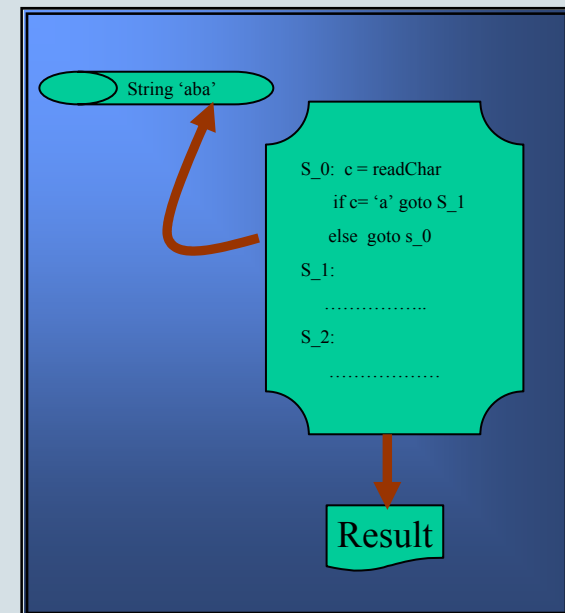 String ‘aba’
S_0: c = readChar
if c= ‘a’ goto S_1
else goto s_0
S_1:
……………..
S_2:
………………
Result